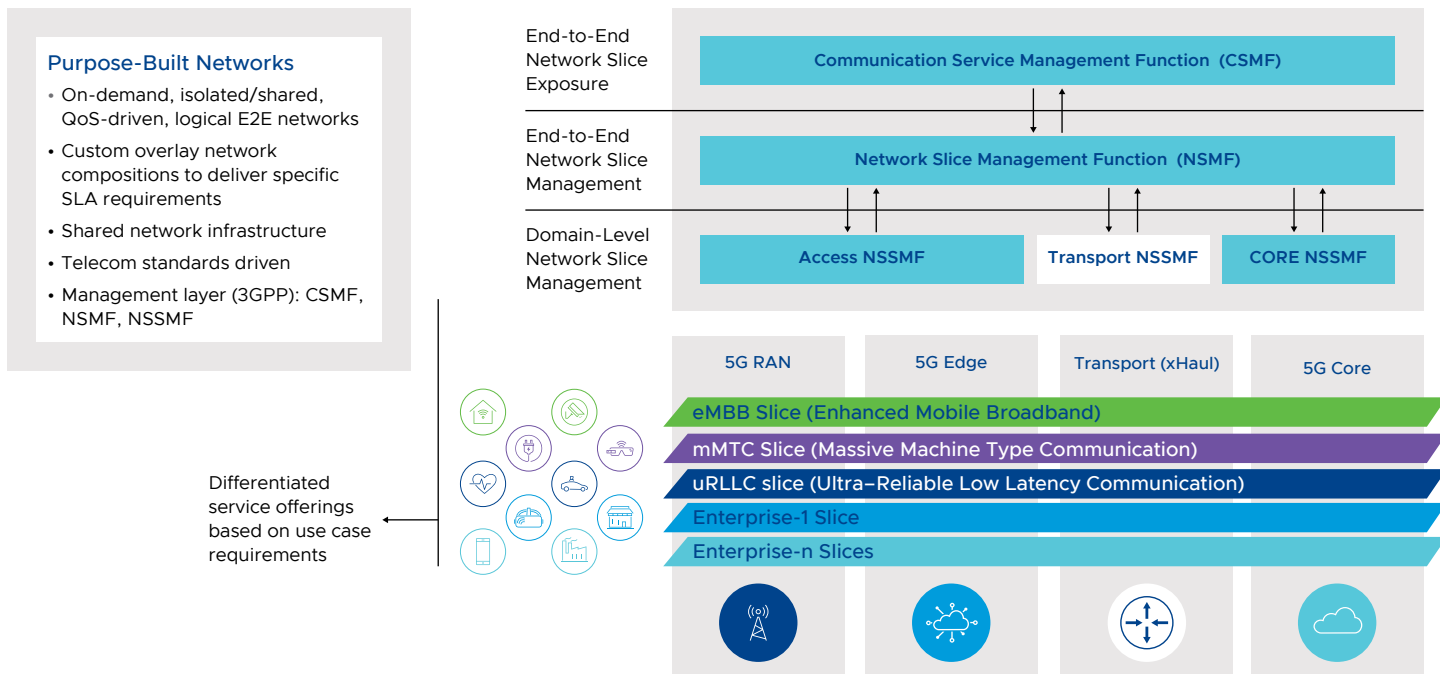 Purpose-Built Networks
• On-demand, isolated/shared,
QoS-driven, logical E2E networks
• Custom overlay network
compositions to deliver specific
SLA requirements
• Shared network infrastructure
• Telecom standards driven
• Management layer (3GPP): CSMF,
NSMF, NSSMF
End-to-End
Network Slice
Exposure
Communication Service Management Function (CSMF)
End-to-End
Network Slice
Management
Network Slice Management Function (NSMF)
Domain-Level
Network Slice
Management
Access NSSMF
Transport NSSMF
CORE NSSMF
5G RAN
5G Edge
Transport (xHaul)
5G Core
eMBB Slice (Enhanced Mobile Broadband)
mMTC Slice (Massive Machine Type Communication)
uRLLC slice (Ultra–Reliable Low Latency Communication)
Enterprise-1 Slice
Enterprise-n Slices
Differentiated
service offerings
based on use case
requirements